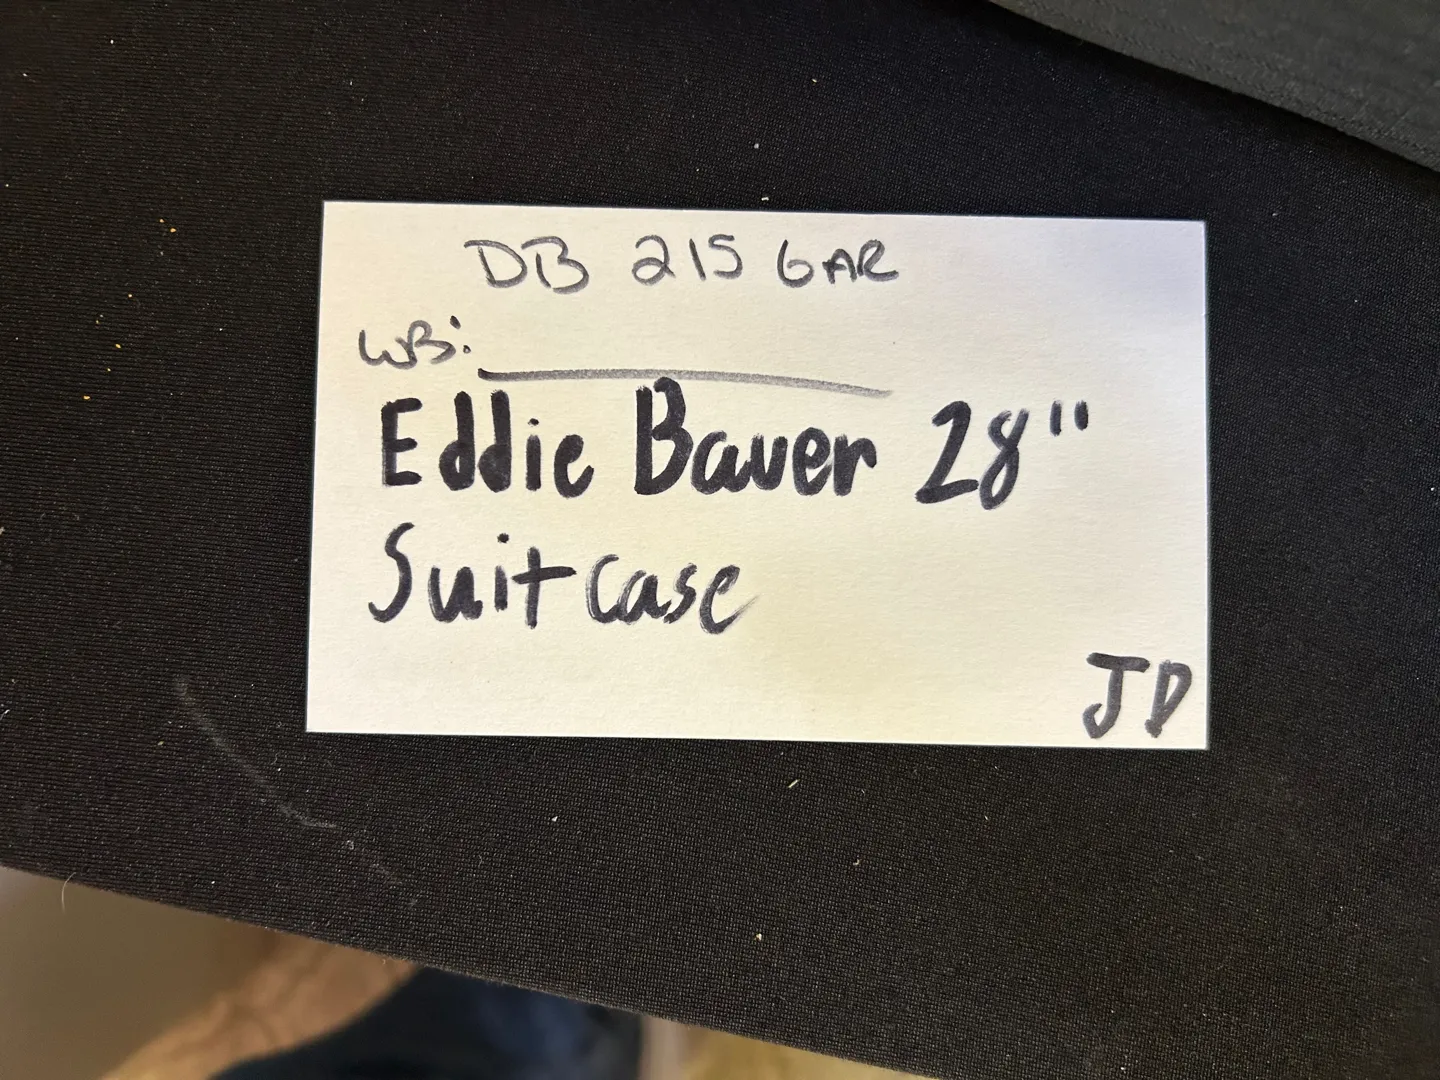 DB 215 GAR
WB:
Eddie Bauer 28"
Suitcase
JD